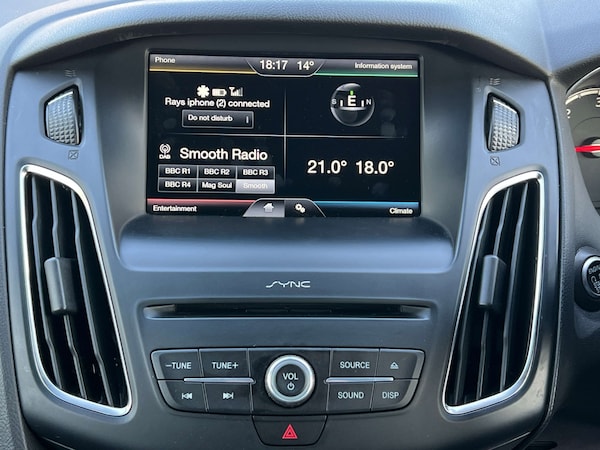 Phone 18:17 14° Information system
Rays iphone (2) connected
Do not disturb
S E N
DAB Smooth Radio
21.0° 18.0°
BBC R1 BBC R2 BBC R3
BBC R4 Mag Soul Smooth
Entertainment Climate
SYNC
−TUNE TUNE+ VOL SOURCE
SOUND DISP
2